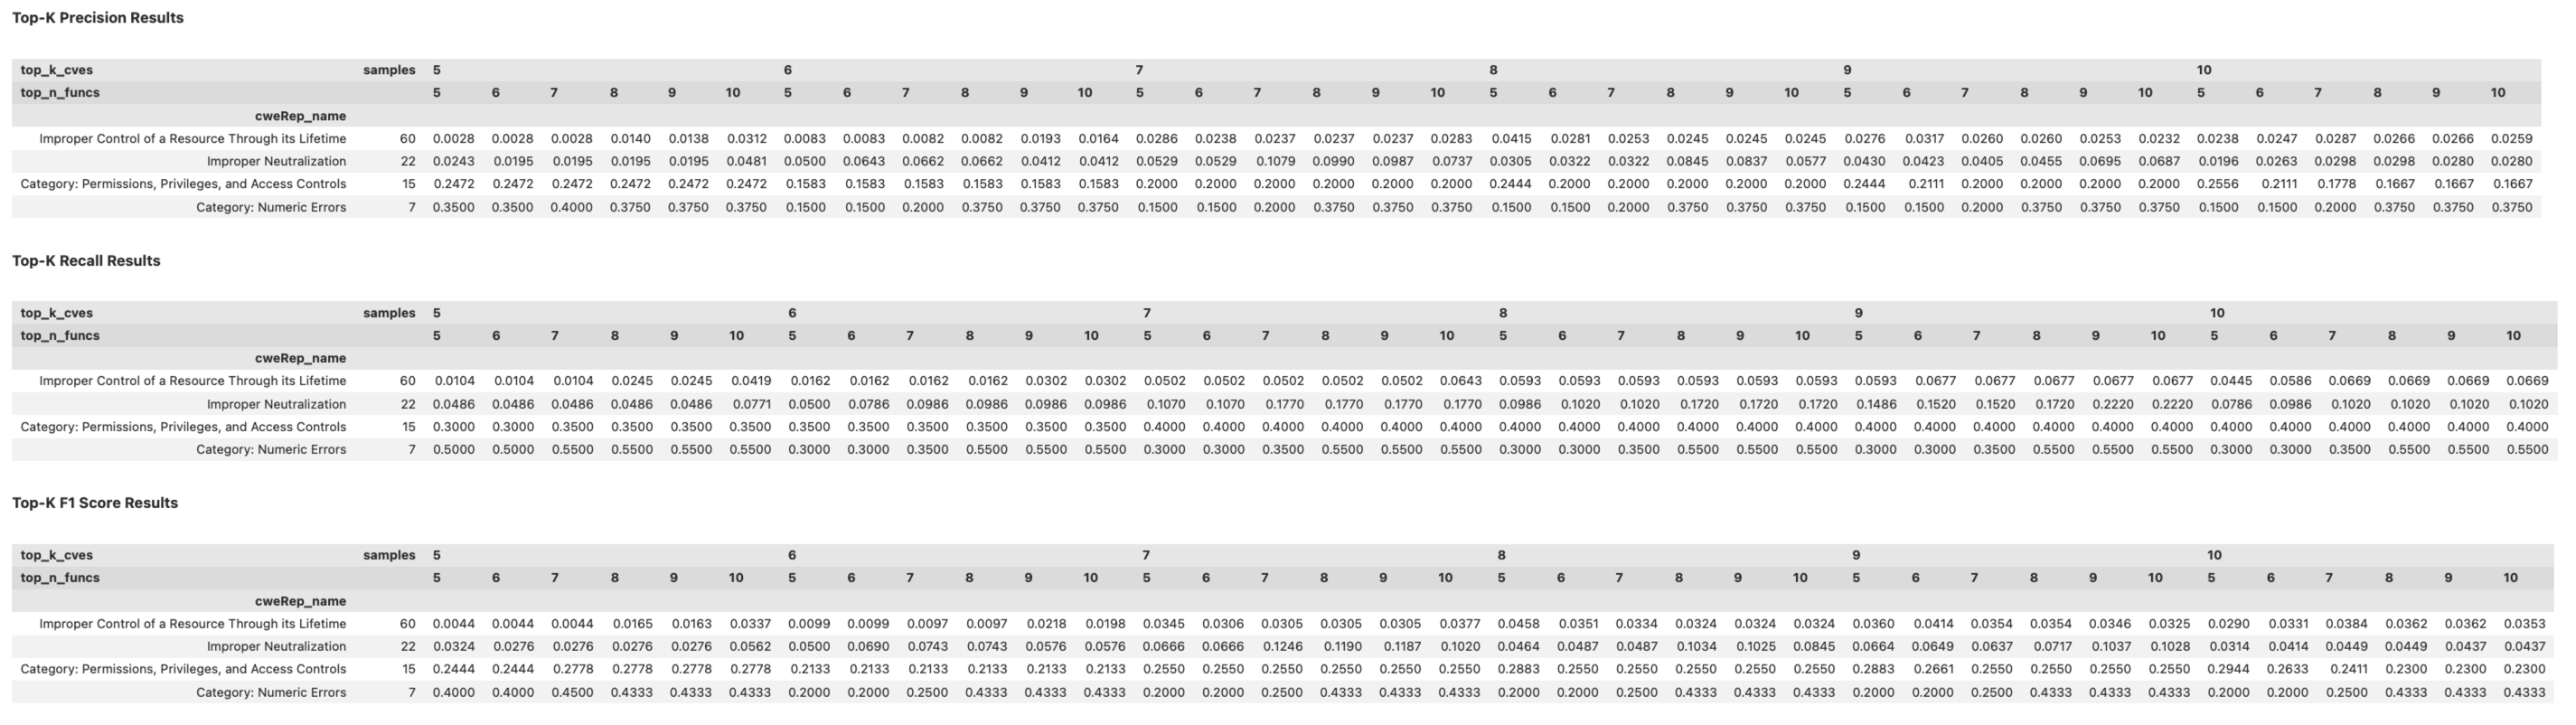 Top-K Precision Results
top_k_cves samples 5 6 7 8 9 10
top_n_funcs 5 6 7 8 9 10 5 6 7 8 9 10 5 6 7 8 9 10 5 6 7 8 9 10 5 6 7 8 9 10 5 6 7 8 9 10
cweRep_name
Improper Control of a Resource Through its Lifetime 60 0.0028 0.0028 0.0028 0.0140 0.0138 0.0312 0.0083 0.0083 0.0082 0.0082 0.0193 0.0164 0.0286 0.0238 0.0237 0.0237 0.0237 0.0283 0.0415 0.0281 0.0253 0.0245 0.0245 0.0245 0.0276 0.0317 0.0260 0.0260 0.0253 0.0232 0.0238 0.0247 0.0287 0.0266 0.0266 0.0259
Improper Neutralization 22 0.0243 0.0195 0.0195 0.0195 0.0195 0.0481 0.0500 0.0643 0.0662 0.0662 0.0412 0.0412 0.0529 0.0529 0.1079 0.0990 0.0987 0.0737 0.0305 0.0322 0.0322 0.0845 0.0837 0.0577 0.0430 0.0423 0.0405 0.0455 0.0695 0.0687 0.0196 0.0263 0.0298 0.0298 0.0280 0.0280
Category: Permissions, Privileges, and Access Controls 15 0.2472 0.2472 0.2472 0.2472 0.2472 0.2472 0.1583 0.1583 0.1583 0.1583 0.1583 0.1583 0.2000 0.2000 0.2000 0.2000 0.2000 0.2000 0.2444 0.2000 0.2000 0.2000 0.2000 0.2000 0.2444 0.2111 0.2000 0.2000 0.2000 0.2000 0.2556 0.2111 0.1778 0.1667 0.1667 0.1667
Category: Numeric Errors 7 0.3500 0.3500 0.4000 0.3750 0.3750 0.3750 0.1500 0.1500 0.2000 0.3750 0.3750 0.3750 0.1500 0.1500 0.2000 0.3750 0.3750 0.3750 0.1500 0.1500 0.2000 0.3750 0.3750 0.3750 0.1500 0.1500 0.2000 0.3750 0.3750 0.3750 0.1500 0.1500 0.2000 0.3750 0.3750 0.3750
Top-K Recall Results
top_k_cves samples 5 6 7 8 9 10
top_n_funcs 5 6 7 8 9 10 5 6 7 8 9 10 5 6 7 8 9 10 5 6 7 8 9 10 5 6 7 8 9 10 5 6 7 8 9 10
cweRep_name
Improper Control of a Resource Through its Lifetime 60 0.0104 0.0104 0.0104 0.0245 0.0245 0.0419 0.0162 0.0162 0.0162 0.0162 0.0302 0.0302 0.0502 0.0502 0.0502 0.0502 0.0502 0.0643 0.0593 0.0593 0.0593 0.0593 0.0593 0.0593 0.0593 0.0677 0.0677 0.0677 0.0677 0.0677 0.0445 0.0586 0.0669 0.0669 0.0669 0.0669
Improper Neutralization 22 0.0486 0.0486 0.0486 0.0486 0.0486 0.0771 0.0500 0.0786 0.0986 0.0986 0.0986 0.0986 0.1070 0.1070 0.1770 0.1770 0.1770 0.1770 0.0986 0.1020 0.1020 0.1720 0.1720 0.1720 0.1486 0.1520 0.1520 0.1720 0.2220 0.2220 0.0786 0.0986 0.1020 0.1020 0.1020 0.1020
Category: Permissions, Privileges, and Access Controls 15 0.3000 0.3000 0.3500 0.3500 0.3500 0.3500 0.3500 0.3500 0.3500 0.3500 0.3500 0.3500 0.4000 0.4000 0.4000 0.4000 0.4000 0.4000 0.4000 0.4000 0.4000 0.4000 0.4000 0.4000 0.4000 0.4000 0.4000 0.4000 0.4000 0.4000 0.4000 0.4000 0.4000 0.4000 0.4000 0.4000
Category: Numeric Errors 7 0.5000 0.5000 0.5500 0.5500 0.5500 0.5500 0.3000 0.3000 0.3500 0.5500 0.5500 0.5500 0.3000 0.3000 0.3500 0.5500 0.5500 0.5500 0.3000 0.3000 0.3500 0.5500 0.5500 0.5500 0.3000 0.3000 0.3500 0.5500 0.5500 0.5500 0.3000 0.3000 0.3500 0.5500 0.5500 0.5500
Top-K F1 Score Results
top_k_cves samples 5 6 7 8 9 10
top_n_funcs 5 6 7 8 9 10 5 6 7 8 9 10 5 6 7 8 9 10 5 6 7 8 9 10 5 6 7 8 9 10 5 6 7 8 9 10
cweRep_name
Improper Control of a Resource Through its Lifetime 60 0.0044 0.0044 0.0044 0.0165 0.0163 0.0337 0.0099 0.0099 0.0097 0.0097 0.0218 0.0198 0.0345 0.0306 0.0305 0.0305 0.0305 0.0377 0.0458 0.0351 0.0334 0.0324 0.0324 0.0324 0.0360 0.0414 0.0354 0.0354 0.0346 0.0325 0.0290 0.0331 0.0384 0.0362 0.0362 0.0353
Improper Neutralization 22 0.0324 0.0276 0.0276 0.0276 0.0276 0.0562 0.0500 0.0690 0.0743 0.0743 0.0576 0.0576 0.0666 0.0666 0.1246 0.1190 0.1187 0.1020 0.0464 0.0487 0.0487 0.1034 0.1025 0.0845 0.0664 0.0649 0.0637 0.0717 0.1037 0.1028 0.0314 0.0414 0.0449 0.0449 0.0437 0.0437
Category: Permissions, Privileges, and Access Controls 15 0.2444 0.2444 0.2778 0.2778 0.2778 0.2778 0.2133 0.2133 0.2133 0.2133 0.2133 0.2133 0.2550 0.2550 0.2550 0.2550 0.2550 0.2550 0.2883 0.2550 0.2550 0.2550 0.2550 0.2550 0.2883 0.2661 0.2550 0.2550 0.2550 0.2550 0.2944 0.2633 0.2411 0.2300 0.2300 0.2300
Category: Numeric Errors 7 0.4000 0.4000 0.4500 0.4333 0.4333 0.4333 0.2000 0.2000 0.2500 0.4333 0.4333 0.4333 0.2000 0.2000 0.2500 0.4333 0.4333 0.4333 0.2000 0.2000 0.2500 0.4333 0.4333 0.4333 0.2000 0.2000 0.2500 0.4333 0.4333 0.4333 0.2000 0.2000 0.2500 0.4333 0.4333 0.4333